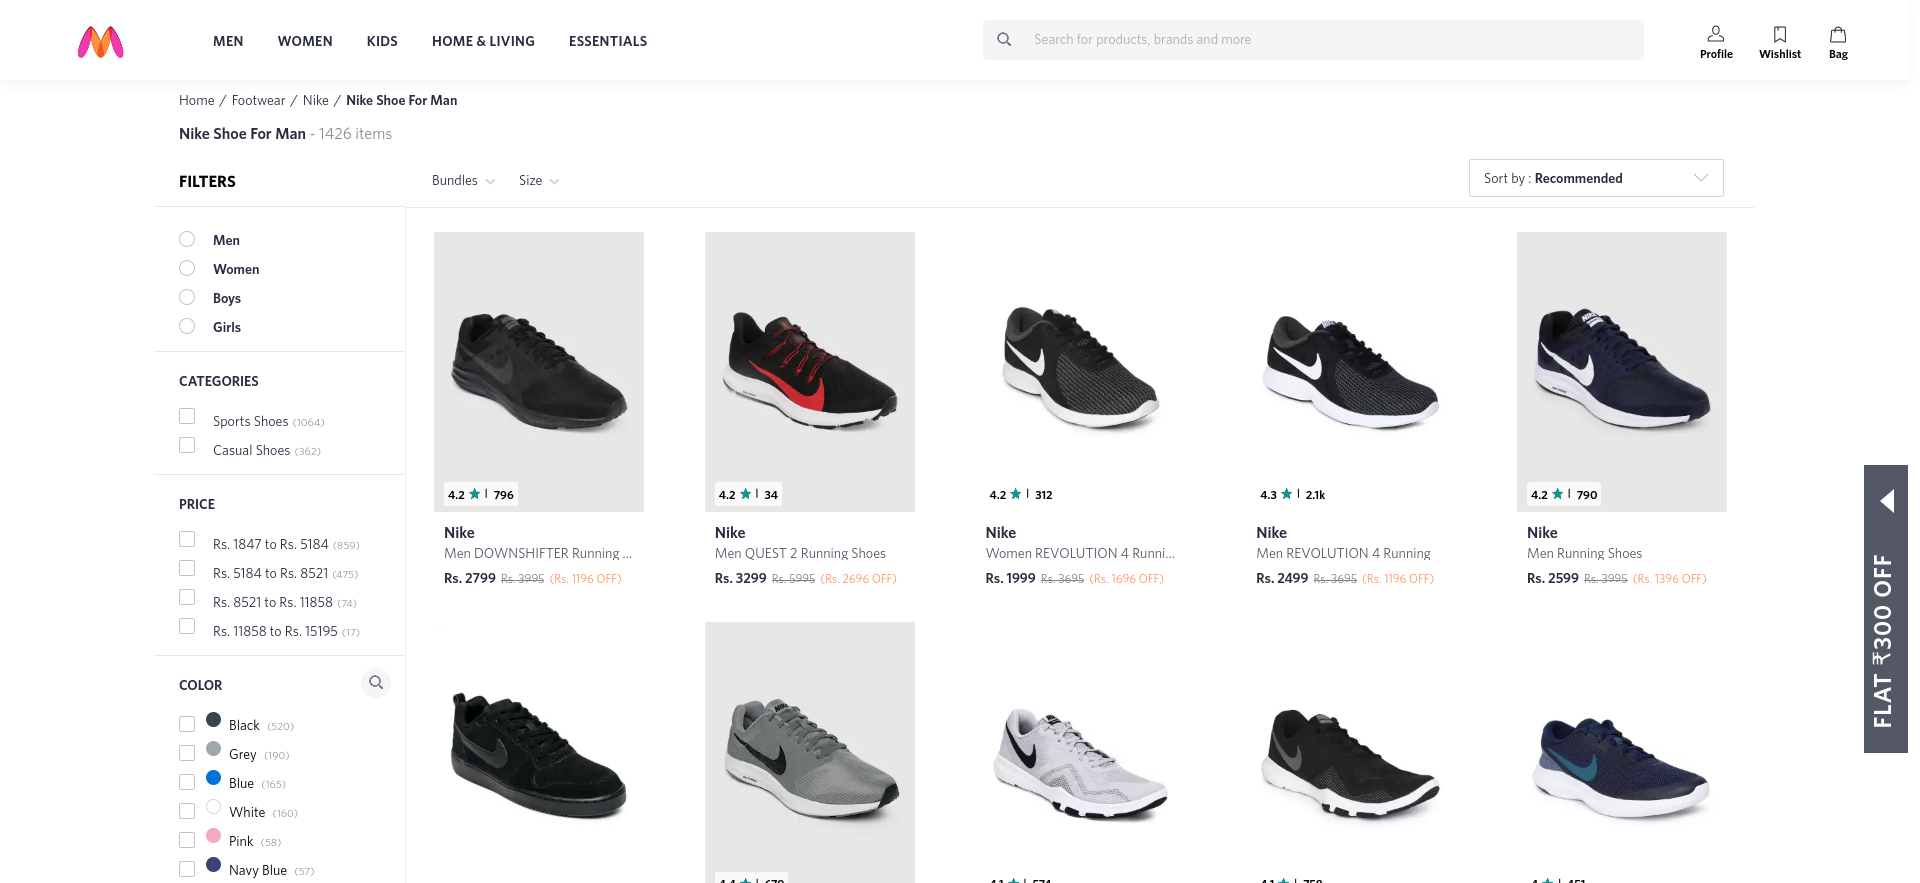 MEN WOMEN KIDS HOME & LIVING ESSENTIALS
Search for products, brands and more
Profile Wishlist Bag
Home / Footwear / Nike / Nike Shoe For Man
Nike Shoe For Man - 1426 items
FILTERS
Bundles Size
Sort by : Recommended
Men
Women
Boys
Girls
CATEGORIES
Sports Shoes (1064)
Casual Shoes (362)
PRICE
Rs. 1847 to Rs. 5184 (859)
Rs. 5184 to Rs. 8521 (475)
Rs. 8521 to Rs. 11858 (74)
Rs. 11858 to Rs. 15195 (17)
COLOR
Black (520)
Grey (190)
Blue (165)
White (160)
Pink (58)
Navy Blue (57)
4.2 ★ | 796
Nike
Men DOWNSHIFTER Running ...
Rs. 2799 Rs. 3995 (Rs. 1196 OFF)
4.2 ★ | 34
Nike
Men QUEST 2 Running Shoes
Rs. 3299 Rs. 5995 (Rs. 2696 OFF)
4.2 ★ | 312
Nike
Women REVOLUTION 4 Runni...
Rs. 1999 Rs. 3695 (Rs. 1696 OFF)
4.3 ★ | 2.1k
Nike
Men REVOLUTION 4 Running
Rs. 2499 Rs. 3695 (Rs. 1196 OFF)
4.2 ★ | 790
Nike
Men Running Shoes
Rs. 2599 Rs. 3995 (Rs. 1396 OFF)
FLAT ₹300 OFF